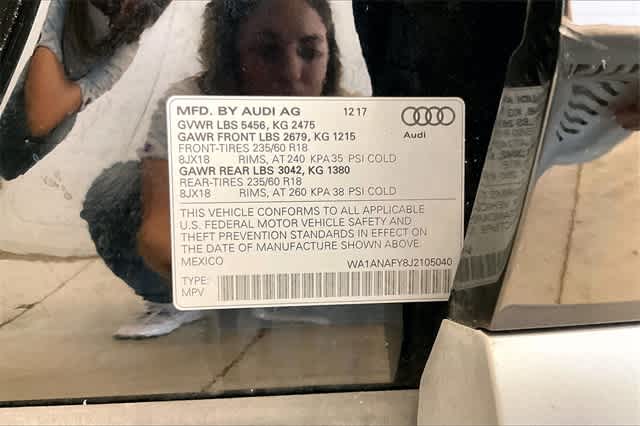 MFD. BY AUDI AG 12 17
GVWR LBS 5456, KG 2475
GAWR FRONT LBS 2679, KG 1215
FRONT-TIRES 235/60 R18
8JX18 RIMS, AT 240 KPA 35 PSI COLD
GAWR REAR LBS 3042, KG 1380
REAR-TIRES 235/60 R18
8JX18 RIMS, AT 260 KPA 38 PSI COLD
Audi
THIS VEHICLE CONFORMS TO ALL APPLICABLE
U.S. FEDERAL MOTOR VEHICLE SAFETY AND
THEFT PREVENTION STANDARDS IN EFFECT ON
THE DATE OF MANUFACTURE SHOWN ABOVE.
MEXICO WA1ANAFY8J2105040
TYPE:
MPV